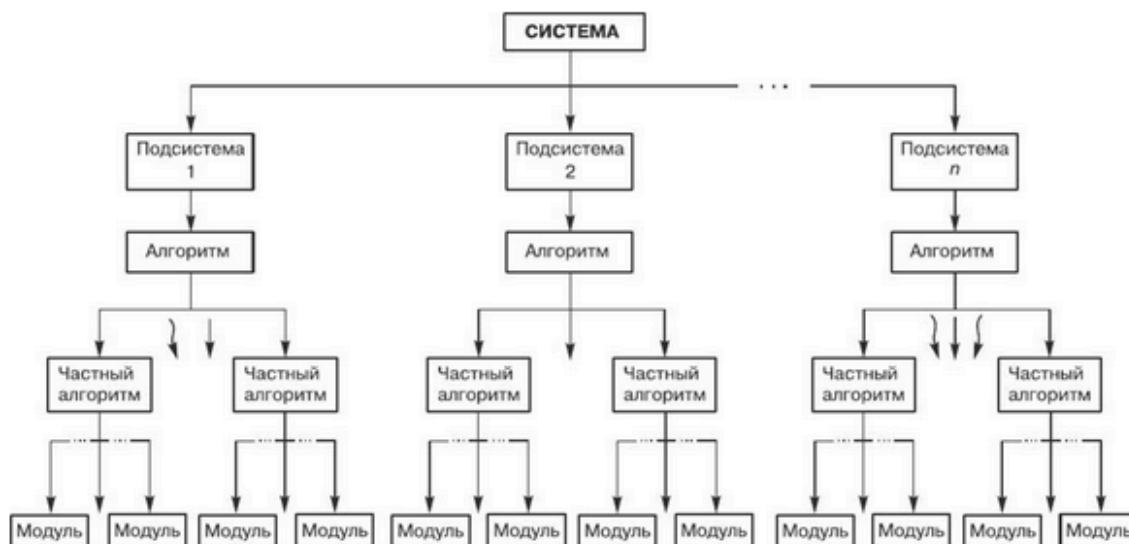 СИСТЕМА
...
Подсистема
1
Подсистема
2
Подсистема
n
Алгоритм
Алгоритм
Алгоритм
Частный
алгоритм
Частный
алгоритм
Частный
алгоритм
Частный
алгоритм
Частный
алгоритм
Частный
алгоритм
Модуль
Модуль
Модуль
Модуль
Модуль
Модуль
Модуль
Модуль
Модуль
Модуль
Модуль
Модуль